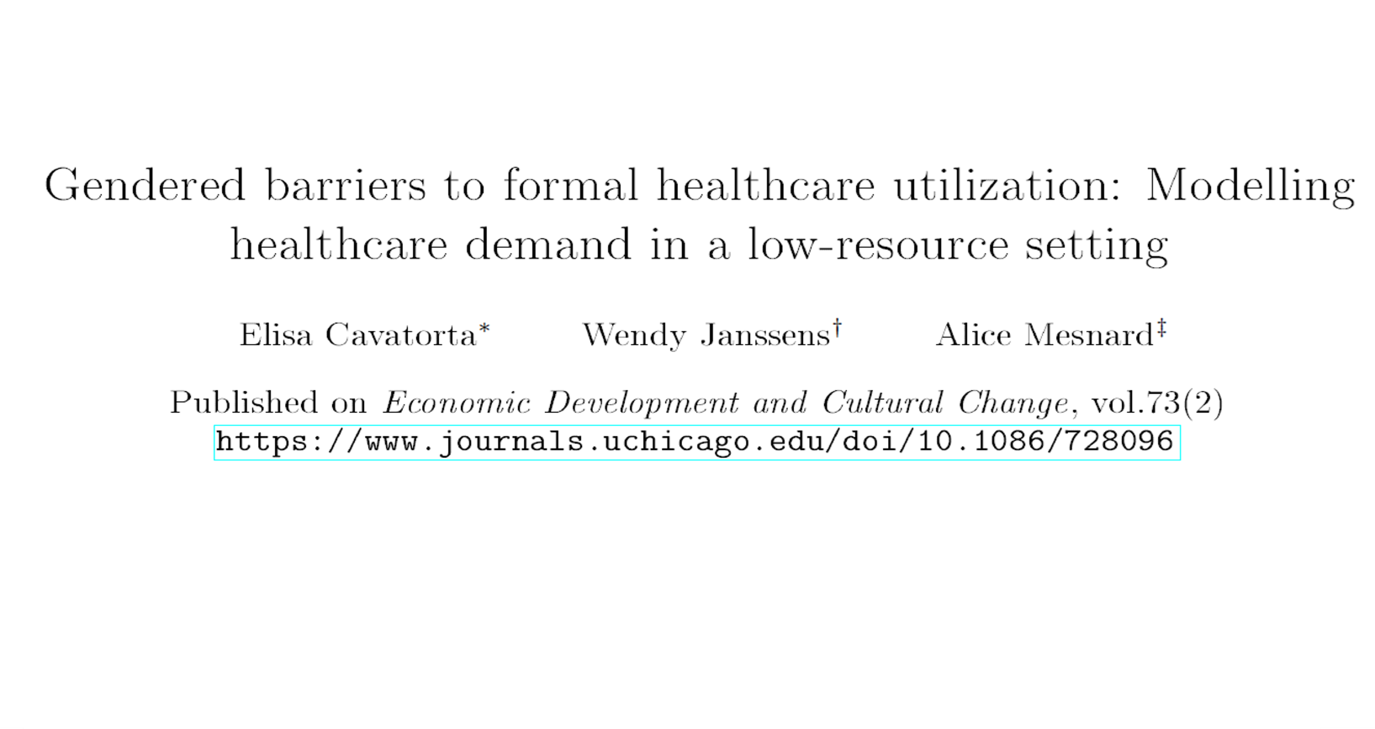 Gendered barriers to formal healthcare utilization: Modelling
healthcare demand in a low-resource setting
Elisa Cavatorta* Wendy Janssens† Alice Mesnard‡
Published on Economic Development and Cultural Change, vol.73(2)
https://www.journals.uchicago.edu/doi/10.1086/728096